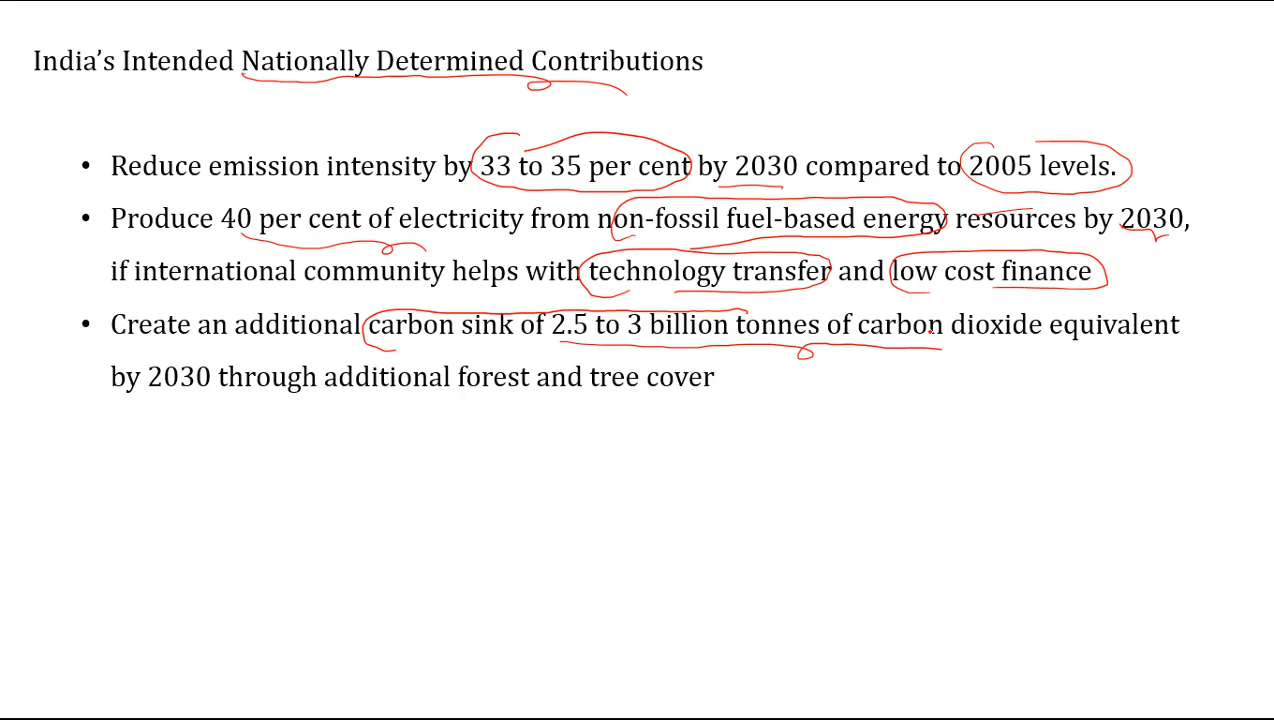 India’s Intended Nationally Determined Contributions
• Reduce emission intensity by 33 to 35 per cent by 2030 compared to 2005 levels.
• Produce 40 per cent of electricity from non-fossil fuel-based energy resources by 2030,
if international community helps with technology transfer and low cost finance
• Create an additional carbon sink of 2.5 to 3 billion tonnes of carbon dioxide equivalent
by 2030 through additional forest and tree cover